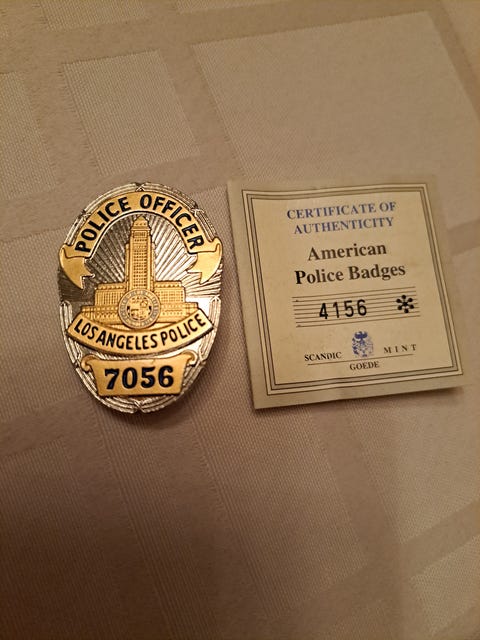 POLICE OFFICER
LOS ANGELES POLICE
7056
CERTIFICATE OF
AUTHENTICITY
American
Police Badges
4156 *
SCANDIC MINT
GOEDE